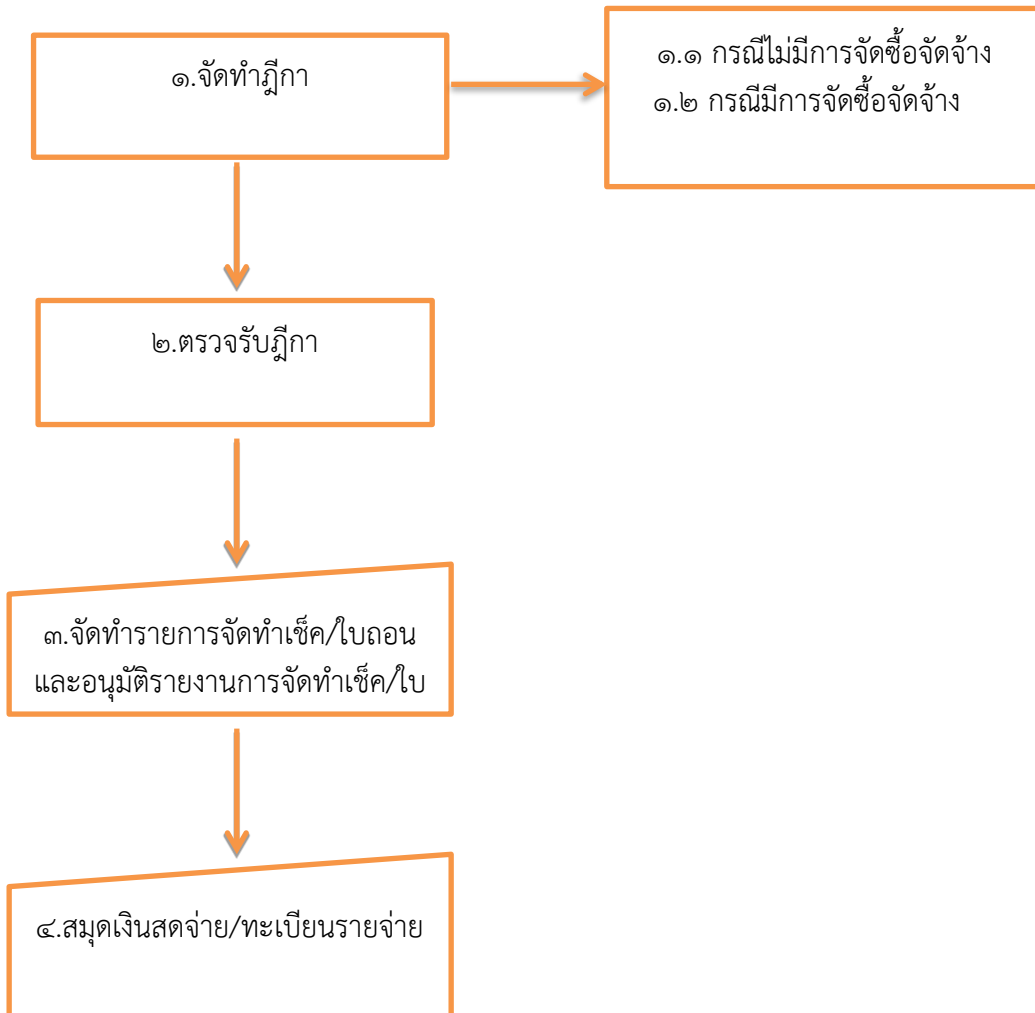 ๑.จัดทำฎีกา
๑.๑ กรณีไม่มีการจัดซื้อจัดจ้าง
๑.๒ กรณีมีการจัดซื้อจัดจ้าง
๒.ตรวจรับฎีกา
๓.จัดทำรายการจัดทำเช็ค/ใบถอน
และอนุมัติรายงานการจัดทำเช็ค/ใบ
๔.สมุดเงินสดจ่าย/ทะเบียนรายจ่าย